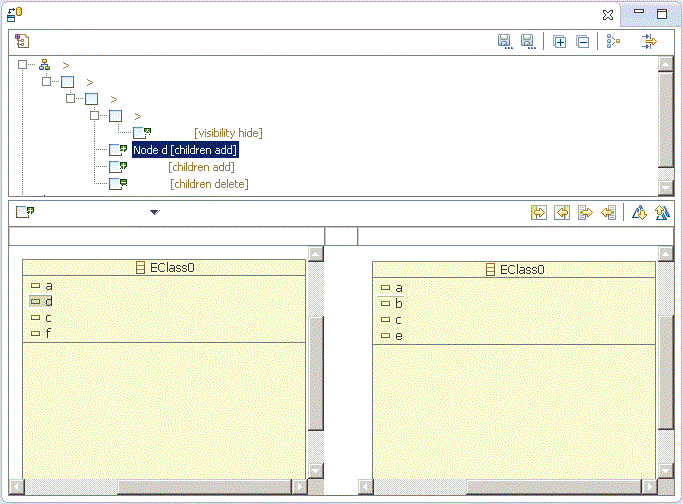 >
>
>
>
[visibility hide]
Node d [children add]
[children add]
[children delete]
EClass0
a
d
c
f
EClass0
a
b
c
e